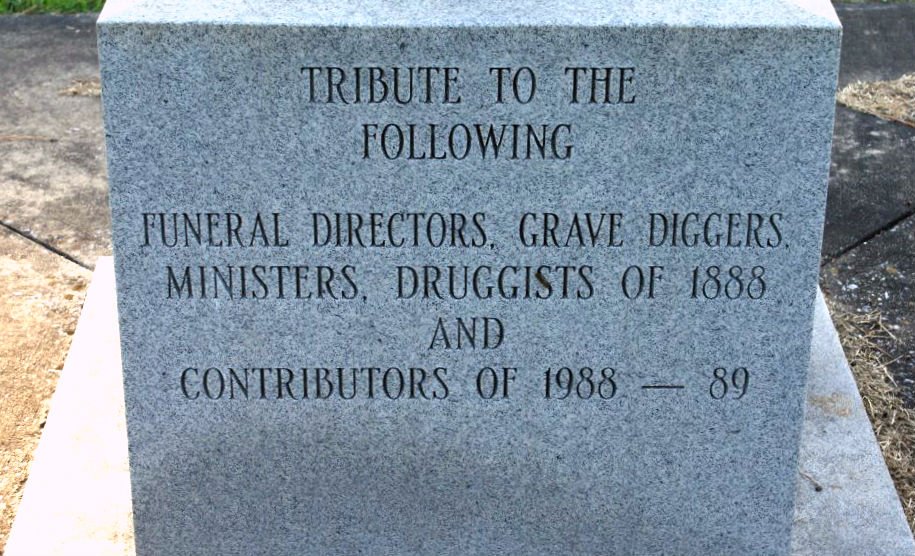 TRIBUTE TO THE
FOLLOWING
FUNERAL DIRECTORS, GRAVE DIGGERS,
MINISTERS, DRUGGISTS OF 1888
AND
CONTRIBUTORS OF 1988 — 89